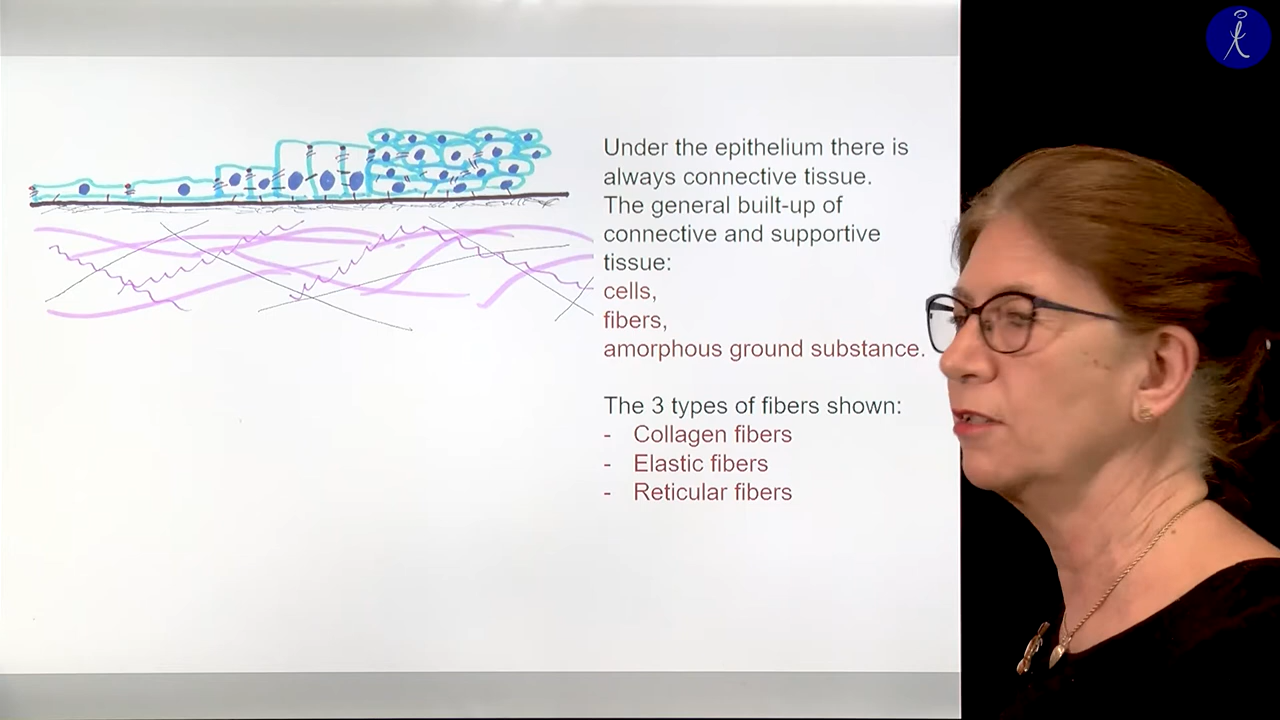 Under the epithelium there is
always connective tissue.
The general built-up of
connective and supportive
tissue:
cells,
fibers,
amorphous ground substance.
The 3 types of fibers shown:
- Collagen fibers
- Elastic fibers
- Reticular fibers